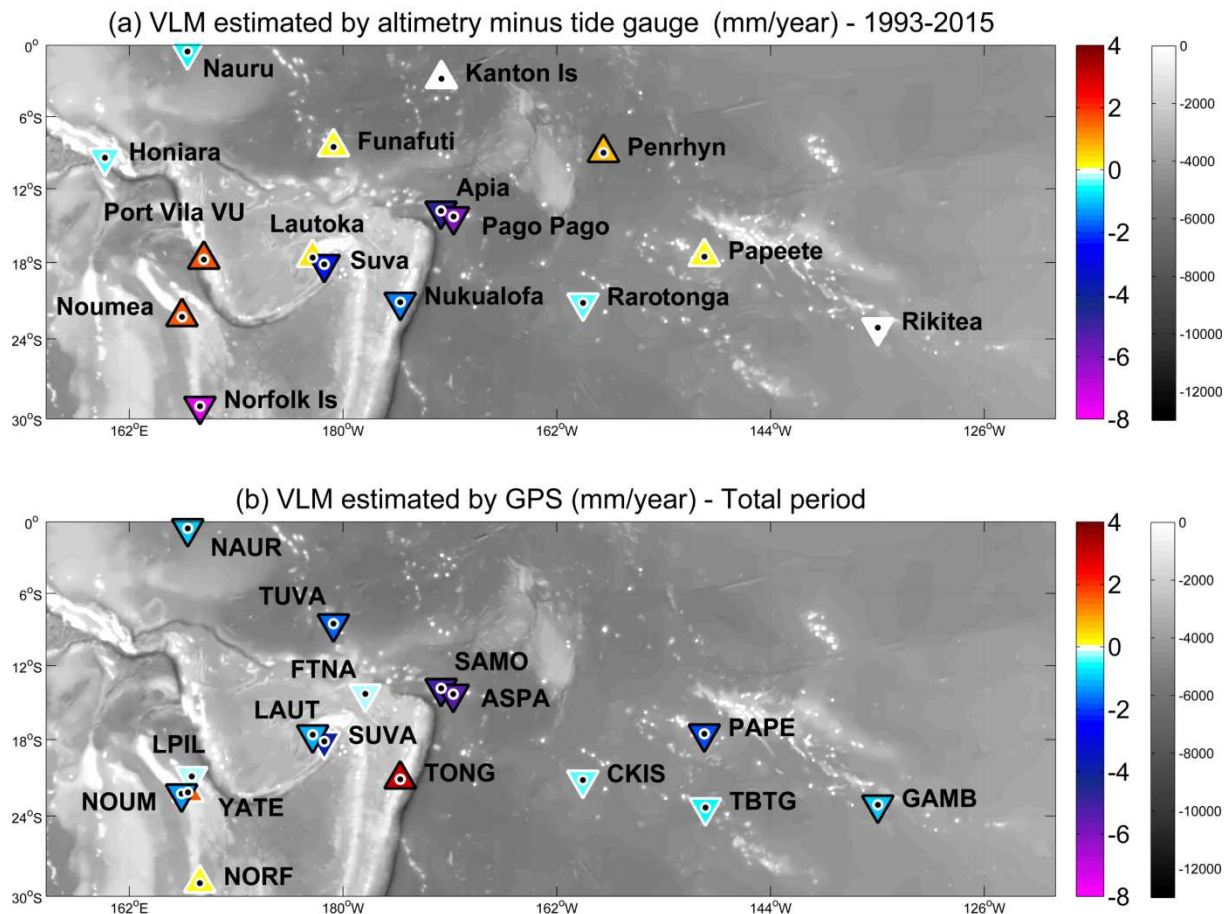 (a) VLM estimated by altimetry minus tide gauge (mm/year) - 1993-2015
0°
6°S
12°S
18°S
24°S
30°S
162°E
180°W
162°W
144°W
126°W
Nauru
Kanton Is
Funafuti
Honiara
Penrhyn
Apia
Port Vila VU
Lautoka
Pago Pago
Suva
Papeete
Noumea
Nukualofa
Rarotonga
Rikitea
Norfolk Is
4
2
0
-2
-4
-6
-8
0
-2000
-4000
-6000
-8000
-10000
-12000
(b) VLM estimated by GPS (mm/year) - Total period
0°
6°S
12°S
18°S
24°S
30°S
162°E
180°W
162°W
144°W
126°W
NAUR
TUVA
FTNA
SAMO
ASPA
LAUT
SUVA
PAPE
LPIL
TONG
CKIS
NOUM
YATE
TBTG
GAMB
NORF
4
2
0
-2
-4
-6
-8
0
-2000
-4000
-6000
-8000
-10000
-12000